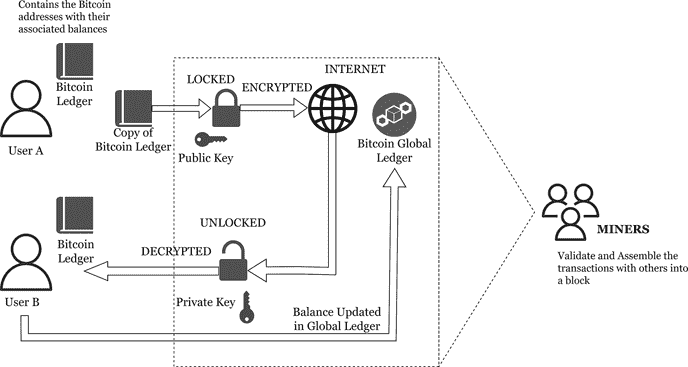 Contains the Bitcoin
addresses with their
associated balances
Bitcoin
Ledger
User A
Copy of
Bitcoin Ledger
LOCKED
ENCRYPTED
Public Key
INTERNET
Bitcoin Global
Ledger
MINERS
Validate and Assemble the
transactions with others into
a block
Bitcoin
Ledger
User B
DECRYPTED
UNLOCKED
Private Key
Balance Updated
in Global Ledger